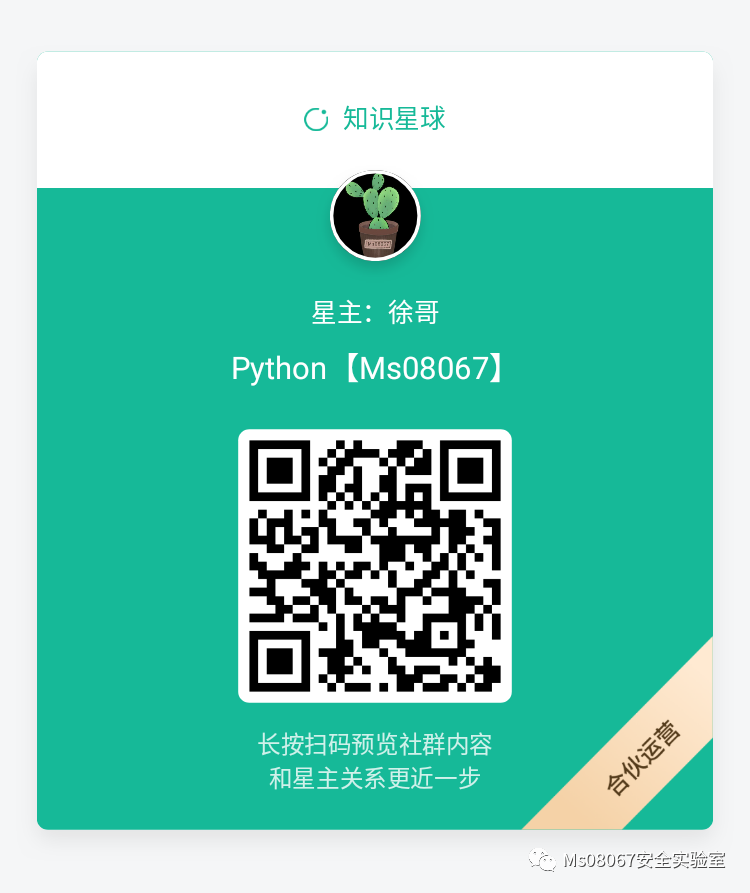 知识星球
Ms08067
星主：徐哥
Python【Ms08067】
长按扫码预览社群内容
和星主关系更近一步
合伙运营
Ms08067安全实验室